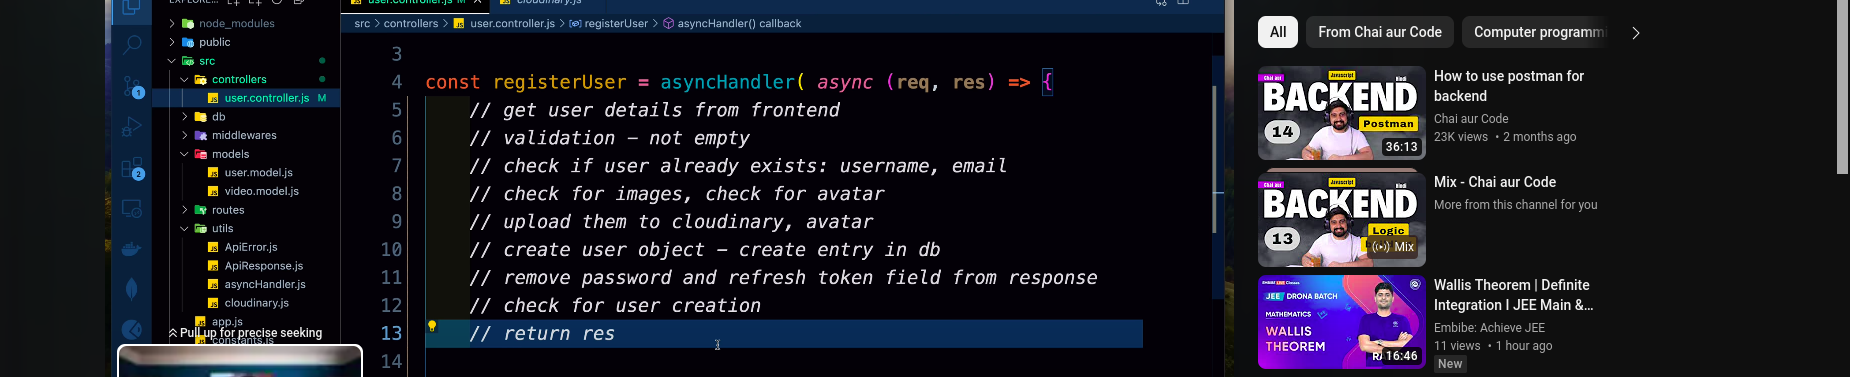 user.controller.js M
cloudinary.js
src > controllers > user.controller.js > registerUser > asyncHandler() callback
node_modules
public
src
controllers
user.controller.js M
db
middlewares
models
user.model.js
video.model.js
routes
utils
ApiError.js
ApiResponse.js
asyncHandler.js
cloudinary.js
app.js
constants.js
Pull up for precise seeking
1
2
3
4 const registerUser = asyncHandler( async (req, res) => {
5 // get user details from frontend
6 // validation – not empty
7 // check if user already exists: username, email
8 // check for images, check for avatar
9 // upload them to cloudinary, avatar
10 // create user object – create entry in db
11 // remove password and refresh token field from response
12 // check for user creation
13 // return res
14
All
From Chai aur Code
Computer programmi
Chai aur
Javascript
हिन्दी
BACKEND
14
Postman
36:13
How to use postman for
backend
Chai aur Code
23K views • 2 months ago
Chai aur
Javascript
हिन्दी
BACKEND
13
Logic
Mix
Mix - Chai aur Code
More from this channel for you
JEE DRONA BATCH
MATHEMATICS
WALLIS
THEOREM
16:46
Wallis Theorem | Definite
Integration I JEE Main &...
Embibe: Achieve JEE
11 views • 1 hour ago
New